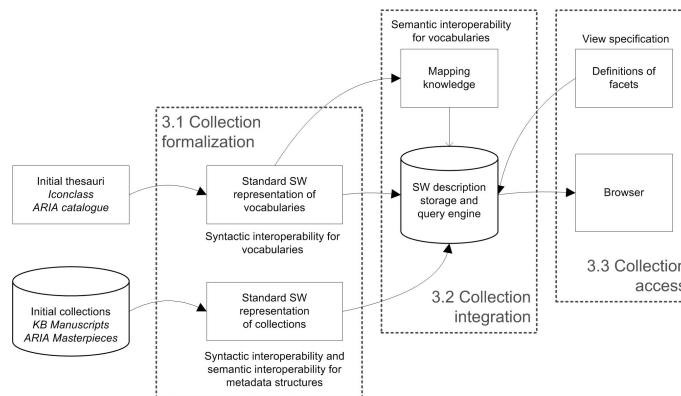 Semantic interoperability
for vocabularies
View specification
Mapping
knowledge
Definitions of
facets
3.1 Collection
formalization
Initial thesauri
Iconclass
ARIA catalogue
Standard SW
representation of
vocabularies
SW description
storage and
query engine
Browser
Syntactic interoperability for
vocabularies
Initial collections
KB Manuscripts
ARIA Masterpieces
Standard SW
representation
of collections
3.2 Collection
integration
3.3 Collection
access
Syntactic interoperability and
semantic interoperability for
metadata structures